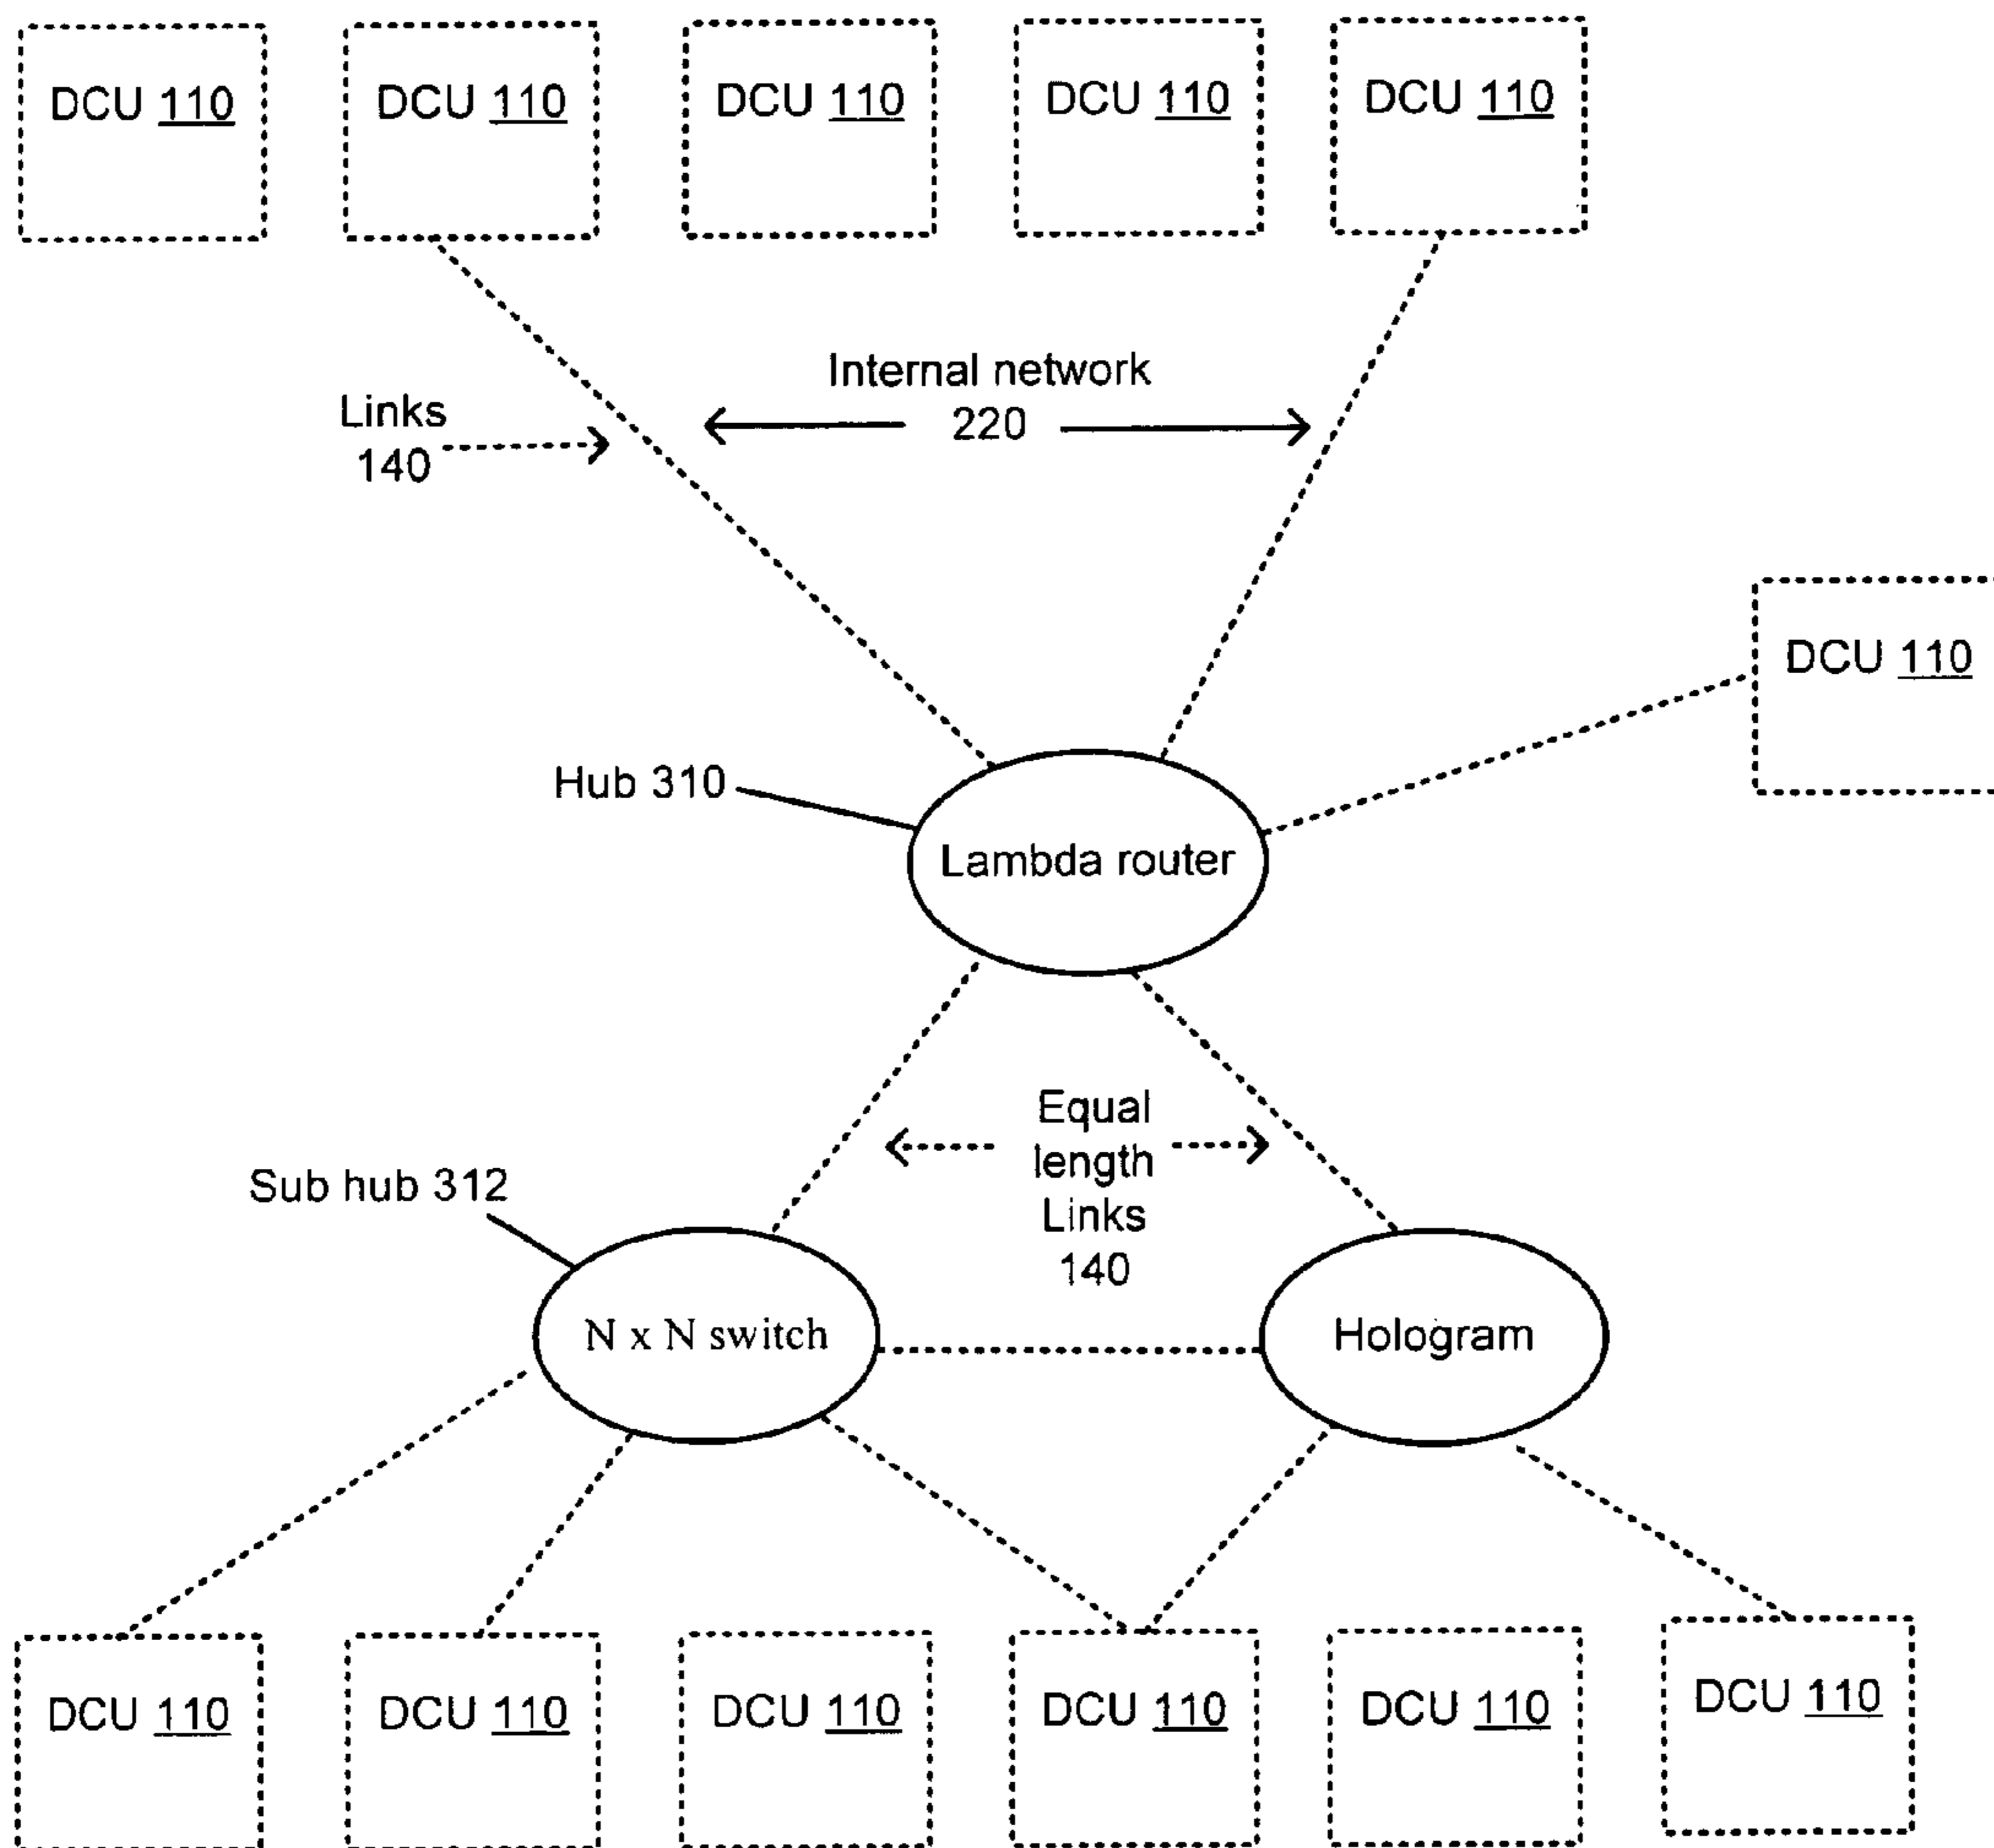 DCU 110
DCU 110
DCU 110
DCU 110
DCU 110
Internal network
220
Links
140
DCU 110
Hub 310
Lambda router
Equal
length
Links
140
Sub hub 312
N x N switch
Hologram
DCU 110
DCU 110
DCU 110
DCU 110
DCU 110
DCU 110